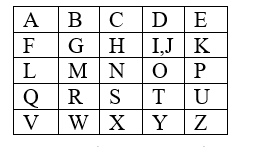 A B C D E
F G H I,J K
L M N O P
Q R S T U
V W X Y Z